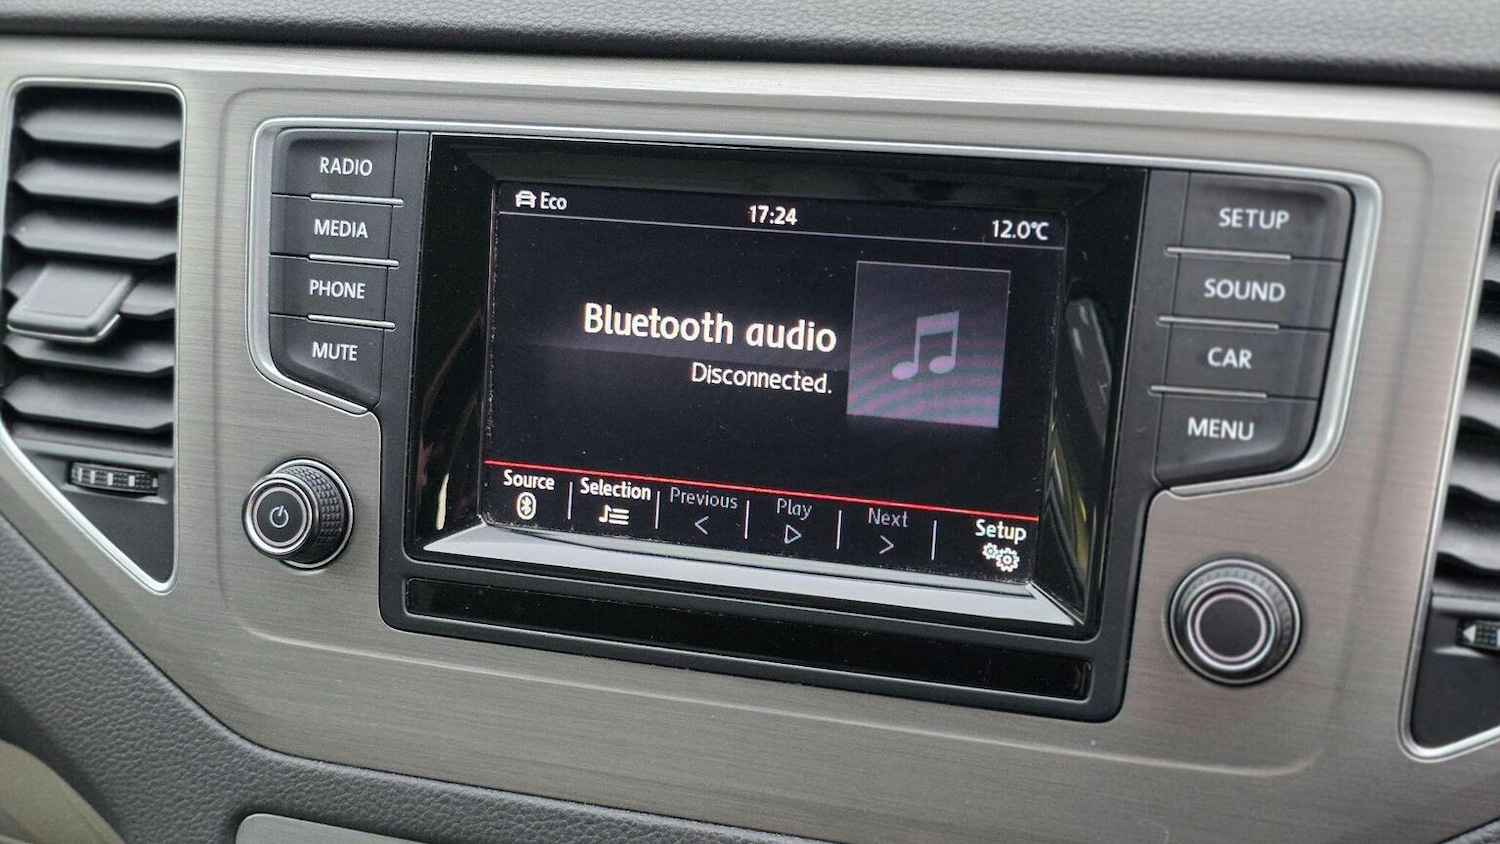 RADIO
MEDIA
PHONE
MUTE
Eco 17:24 12.0°C
Bluetooth audio
Disconnected.
Source Selection Previous Play Next Setup
SETUP
SOUND
CAR
MENU